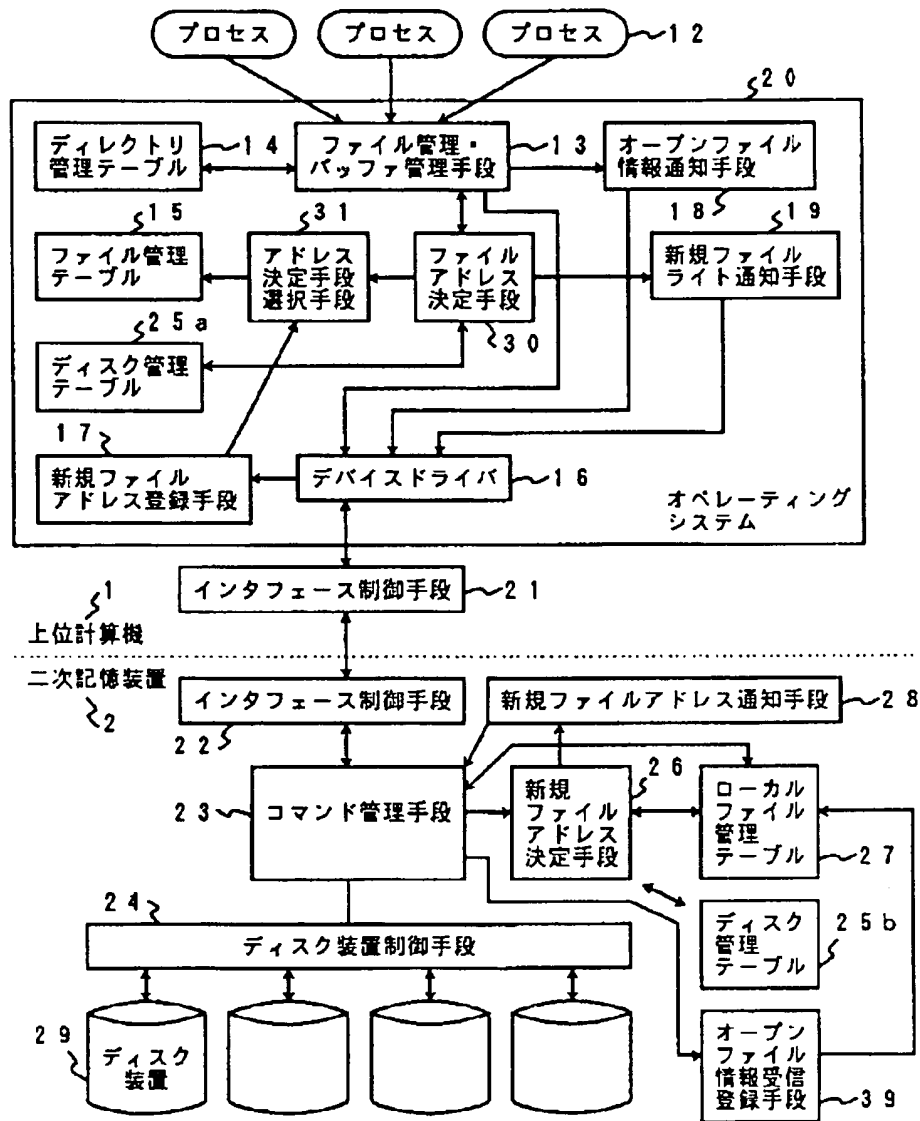 プロセス
プロセス
プロセス
12
20
ディレクトリ
管理テーブル
14
ファイル管理・
バッファ管理手段
13
オープンファイル
情報通知手段
18
15
ファイル管理
テーブル
31
アドレス
決定手段
選択手段
ファイル
アドレス
決定手段
30
19
新規ファイル
ライト通知手段
25a
ディスク管理
テーブル
17
新規ファイル
アドレス登録手段
デバイスドライバ
16
オペレーティング
システム
インタフェース制御手段
21
1
上位計算機
二次記憶装置
2
インタフェース制御手段
22
新規ファイルアドレス通知手段
28
23
コマンド管理手段
新規
ファイル
アドレス
決定手段
26
ローカル
ファイル
管理
テーブル
27
24
ディスク装置制御手段
ディスク
管理
テーブル
25b
29
ディスク
装置
オープン
ファイル
情報受信
登録手段
39